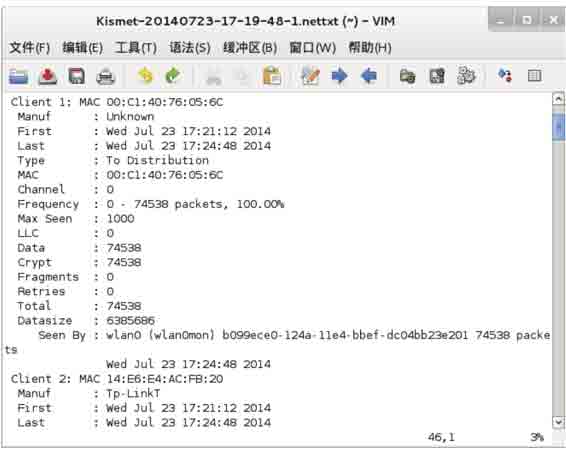 Kismet-20140723-17-19-48-1.nettxt (~) - VIM
文件(F) 编辑(E) 工具(T) 语法(S) 缓冲区(B) 窗口(W) 帮助(H)
Client 1: MAC 00:C1:40:76:05:6C
Manuf : Unknown
First : Wed Jul 23 17:21:12 2014
Last : Wed Jul 23 17:24:48 2014
Type : To Distribution
MAC : 00:C1:40:76:05:6C
Channel : 0
Frequency : 0 - 74538 packets, 100.00%
Max Seen : 1000
LLC : 0
Data : 74538
Crypt : 74538
Fragments : 0
Retries : 0
Total : 74538
Datasize : 6385686
Seen By : wlan0 (wlan0mon) b099ece0-124a-11e4-bbef-dc04bb23e201 74538 packe
ts
Wed Jul 23 17:24:48 2014
Client 2: MAC 14:E6:E4:AC:FB:20
Manuf : Tp-LinkT
First : Wed Jul 23 17:21:12 2014
Last : Wed Jul 23 17:24:48 2014
46,1 3%